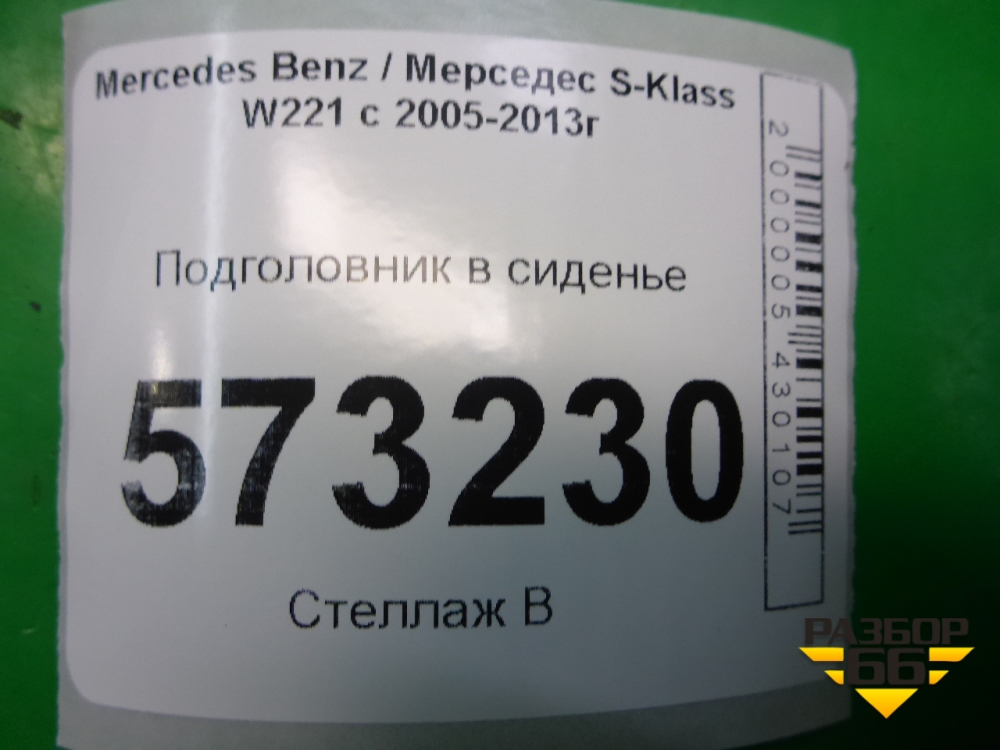 Mercedes Benz / Мерседес S-Klass
W221 с 2005-2013г
Подголовник в сиденье
573230
Стеллаж В
2000005430107
РАЗБОР
66